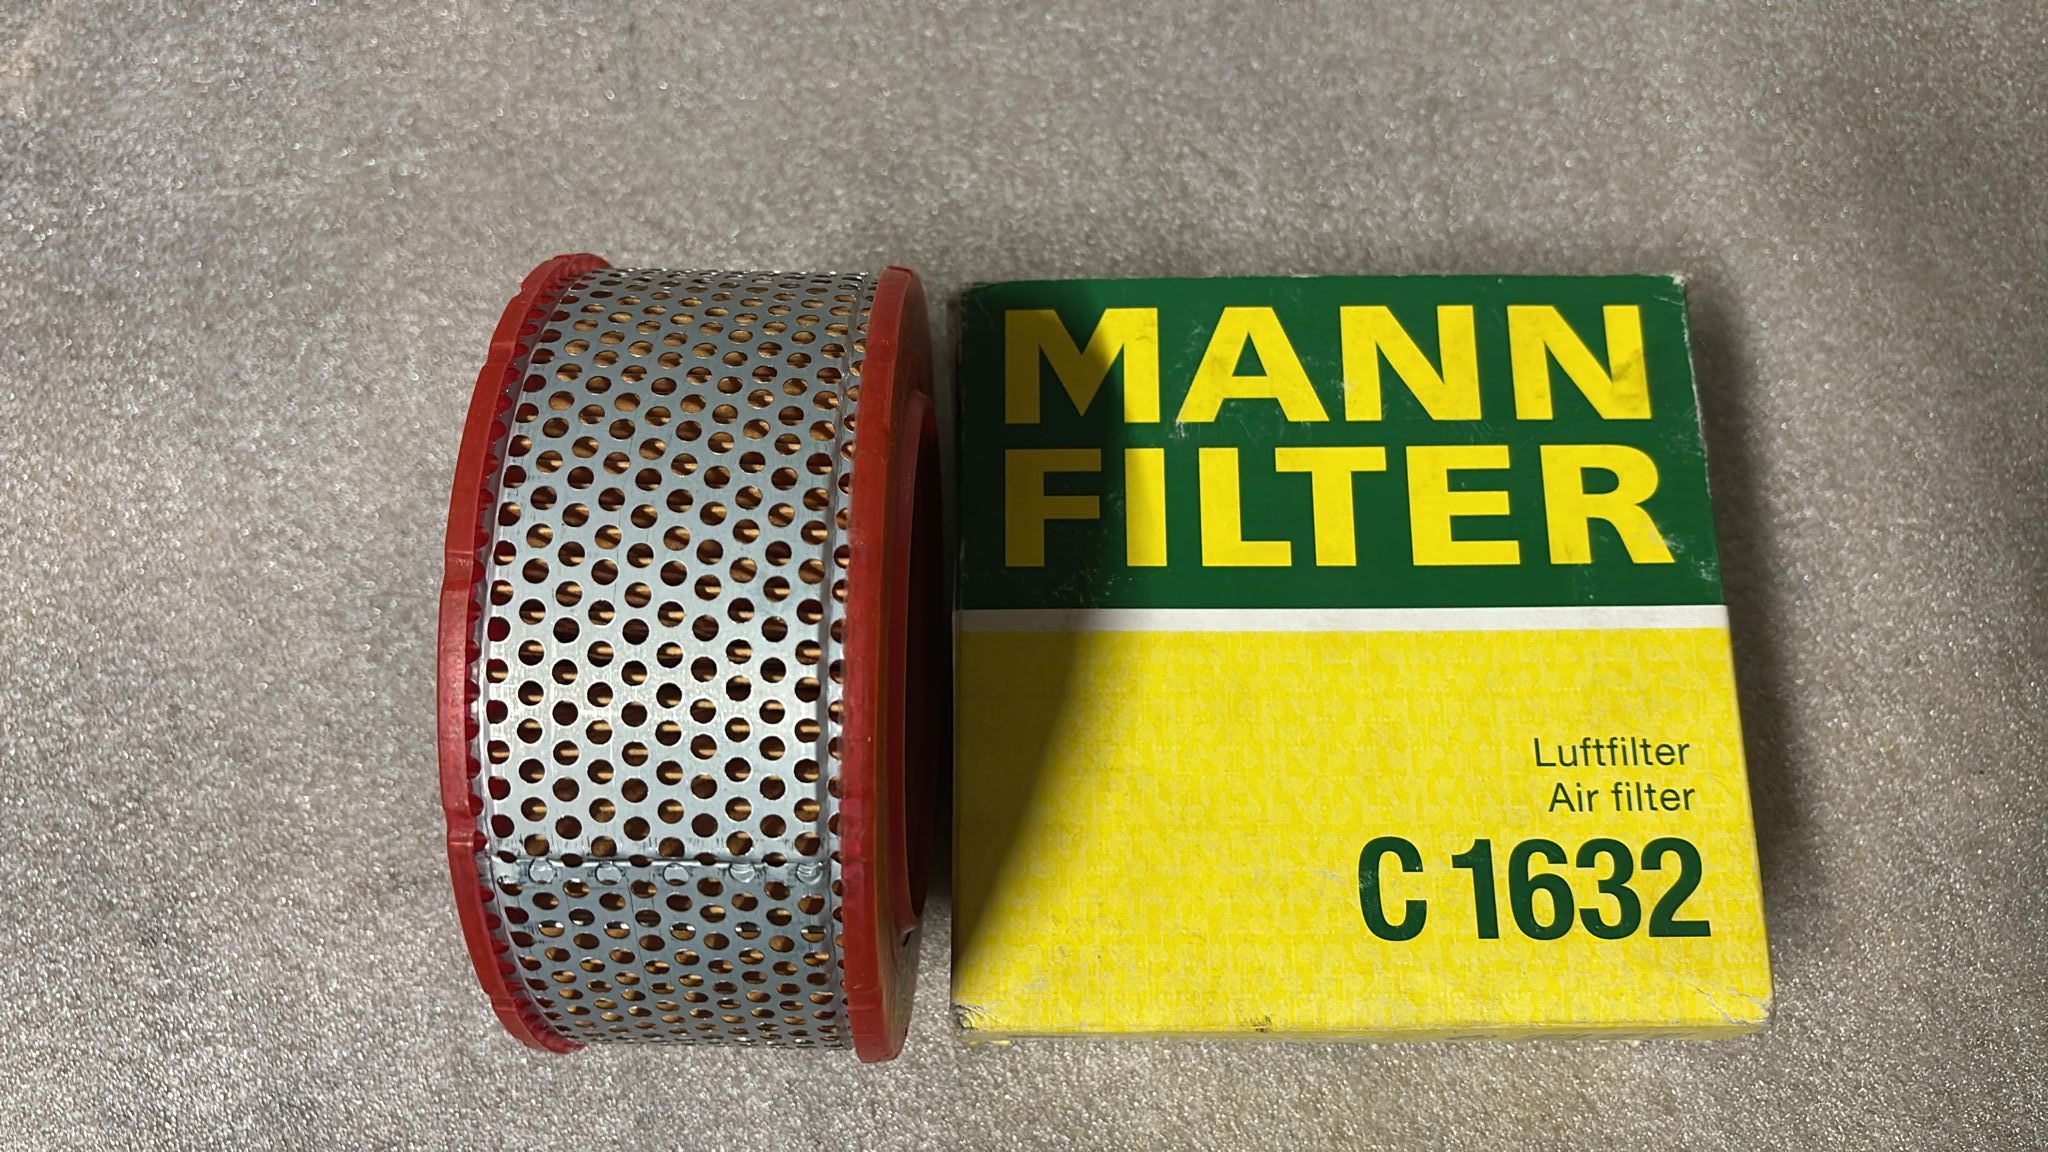 MANN
FILTER
Luftfilter
Air filter
C 1632